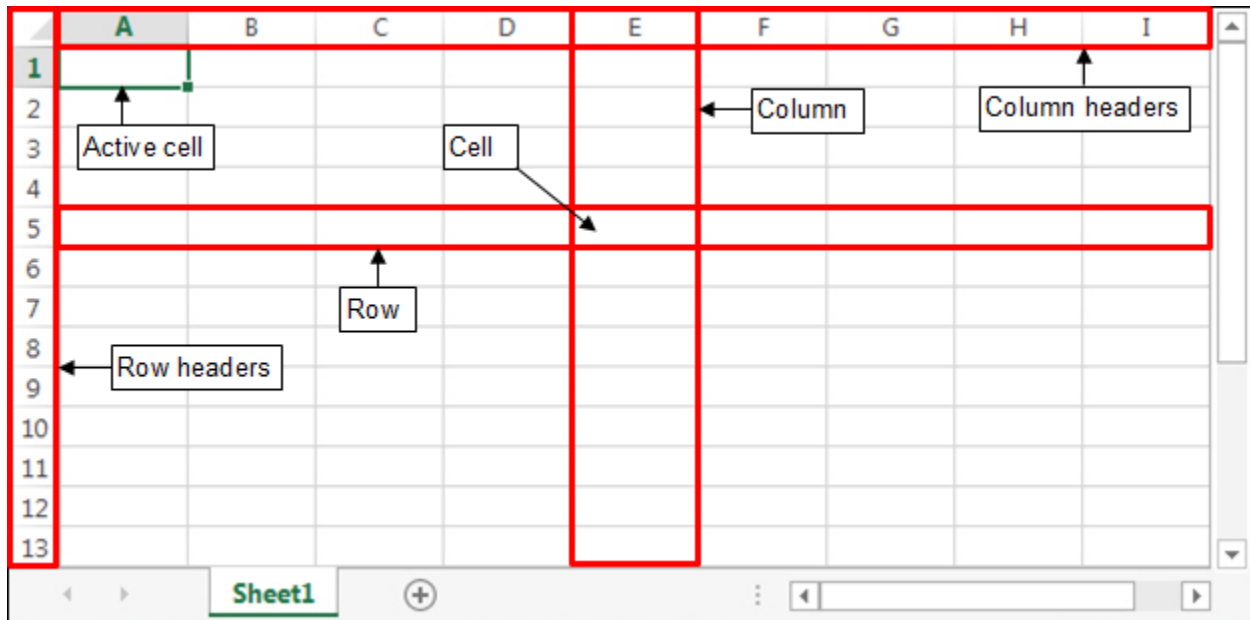 A B C D E F G H I
1
2
Column
Column headers
3
Active cell
Cell
4
5
6
7
Row
8
Row headers
9
10
11
12
13
Sheet1